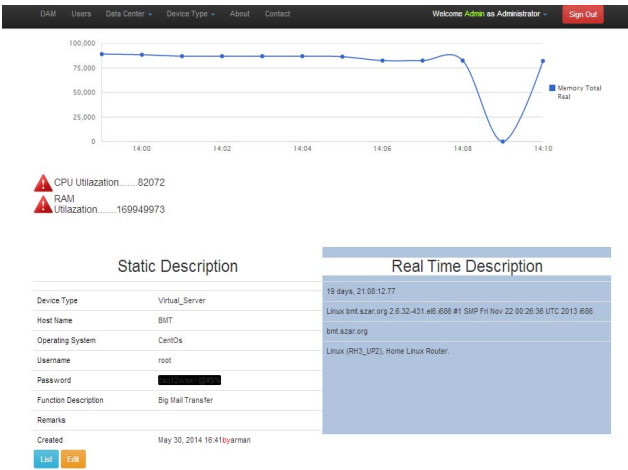 DAM Users Data Center Device Type About Contact Welcome Admin as Administrator Sign Out
100,000
75,000
50,000
25,000
0
14:00 14:02 14:04 14:06 14:08 14:10
Memory Total
Real
CPU Utilazation.......82072
RAM
Utilazation.......169949973
Static Description
Device Type Virtual_Server
Host Name BMT
Operating System CentOs
Username root
Password
Function Description Big Mail Transfer
Remarks
Created May 30, 2014 16:41byarman
List Edit
Real Time Description
19 days, 21:08:12.77
Linux bmt.szar.org 2.6.32-431.el6.i686 #1 SMP Fri Nov 22 00:26:36 UTC 2013 i686
bmt.szar.org
Linux (RH3_UP2), Home Linux Router.